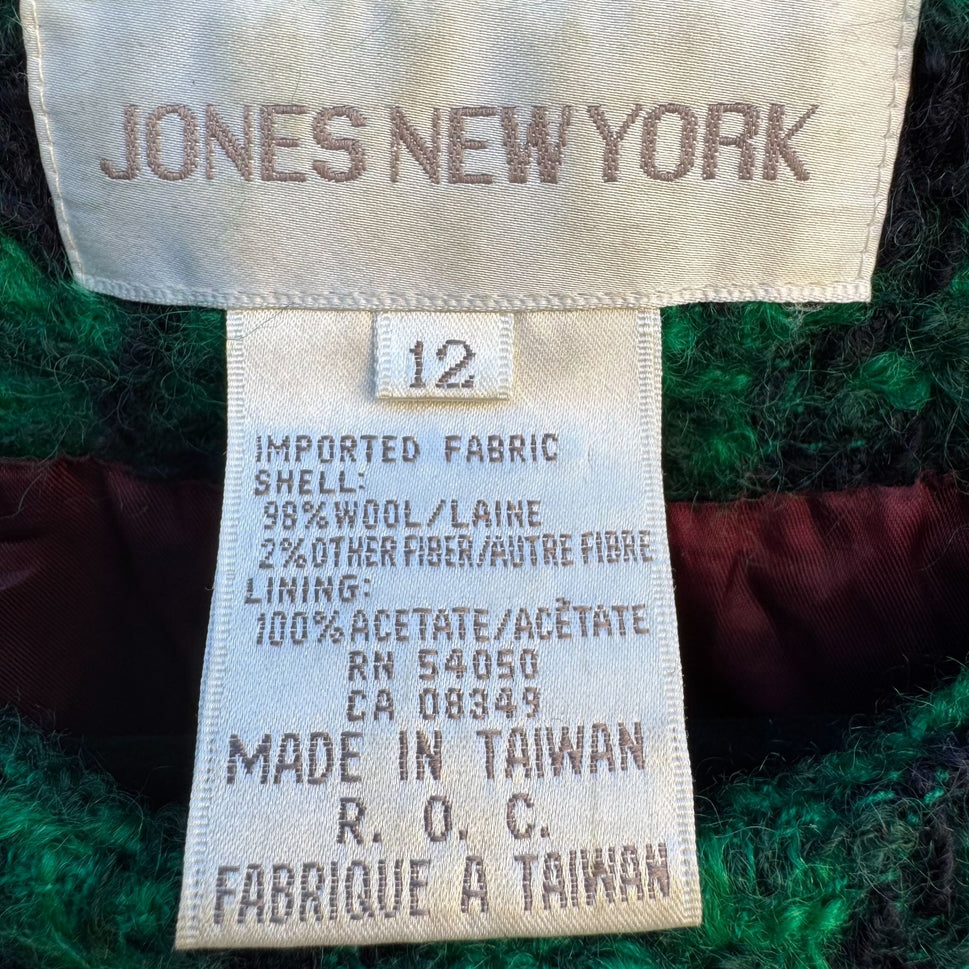 JONES NEW YORK
12
IMPORTED FABRIC
SHELL:
98% WOOL/LAINE
2% OTHER FIBER/AUTRE FIBRE
LINING:
100% ACETATE/ACÉTATE
RN 54050
CA 08349
MADE IN TAIWAN
R. O. C.
FABRIQUE A TAIWAN